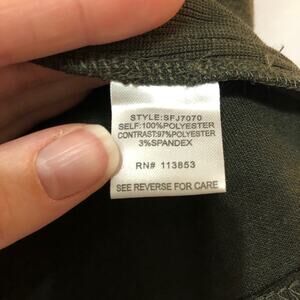 STYLE:SFJ7070
SELF:100%POLYESTER
CONTRAST:97%POLYESTER
3%SPANDEX
RN# 113853
SEE REVERSE FOR CARE